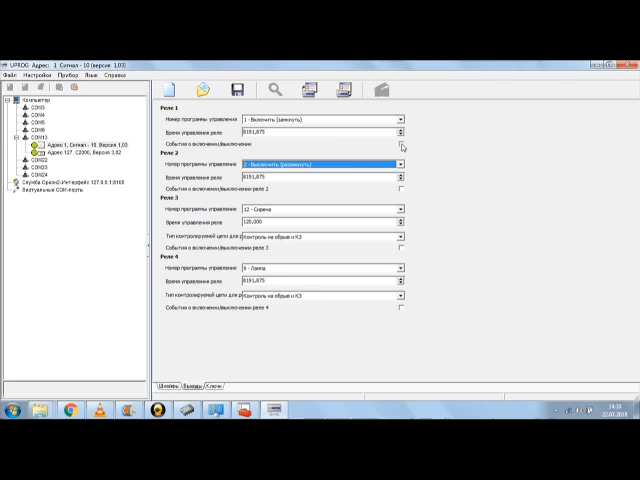 UPROG Адрес: 1 Сигнал - 10 (версия 1,03)
Файл Настройки Прибор Язык Справка
Компьютер
COM3
COM4
COM5
COM6
COM13
Адрес 1, Сигнал - 10. Версия 1,03
Адрес 127, С2000, Версия 3,02
COM22
COM23
COM24
Служба Орион-2-Интерфейс 127.0.0.1:8100
Виртуальные COM-порты
Реле 1
Номер программы управления 1 - Включить (замкнуть)
Время управления реле 8191,875
События о включении/выключении
Реле 2
Номер программы управления 2 - Выключить (разомкнуть)
Время управления реле 8191,875
События о включении/выключении реле 2
Реле 3
Номер программы управления 12 - Сирена
Время управления реле 120,000
Тип контролируемой цепи для р Контроль на обрыв и КЗ
События о включении/выключении реле 3
Реле 4
Номер программы управления 9 - Лампа
Время управления реле 8191,875
Тип контролируемой цепи для р Контроль на обрыв и КЗ
События о включении/выключении реле 4
Шлейфы Выходы Ключи
22.07.2018